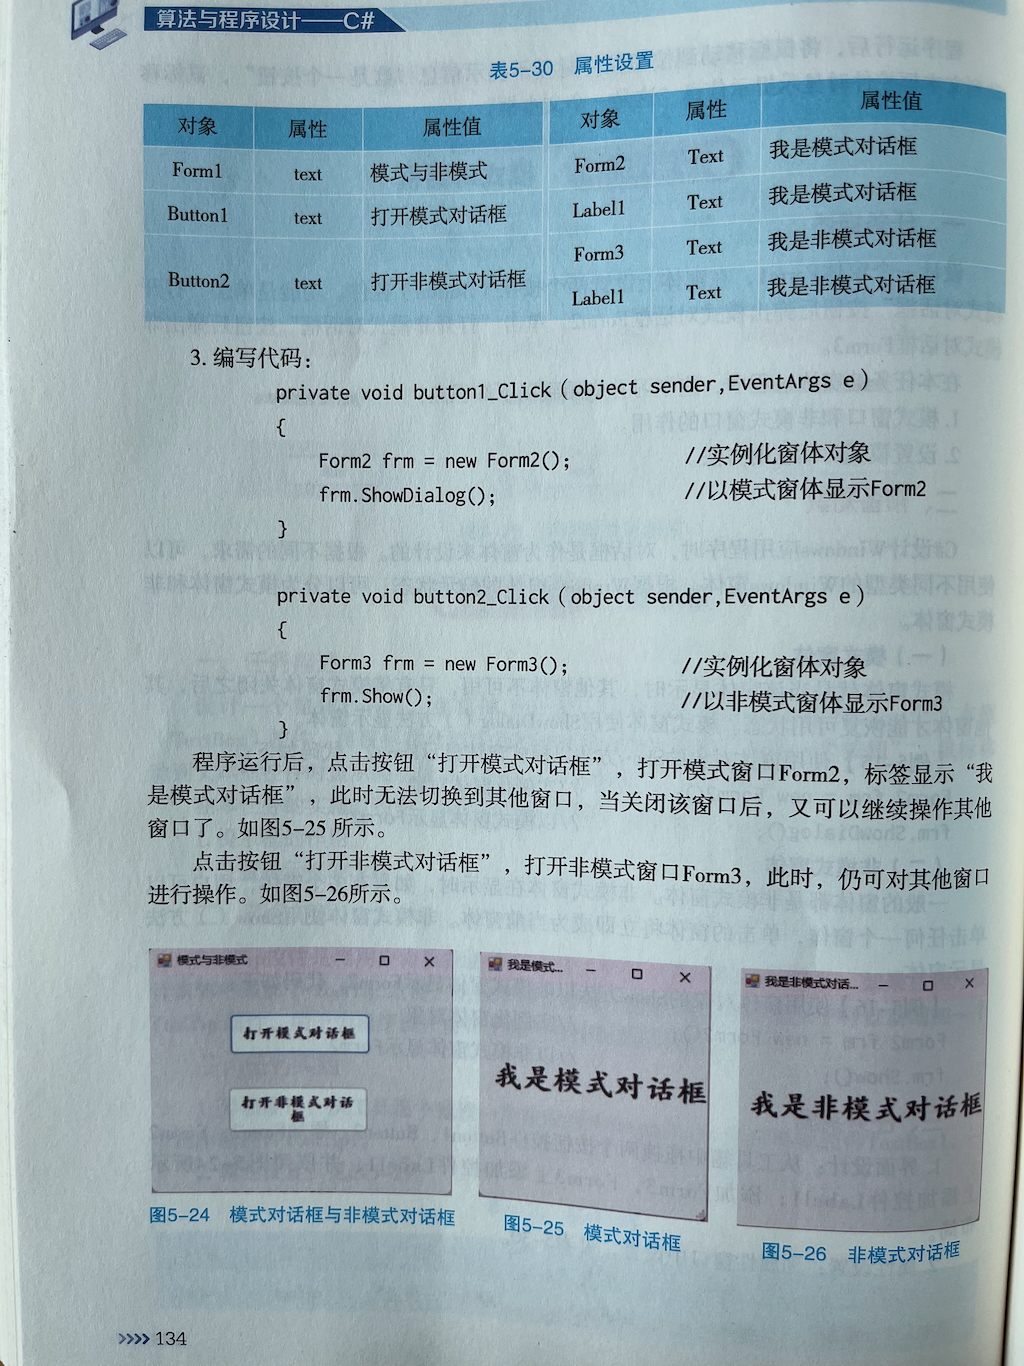 算法与程序设计——C#
表5-30 属性设置
对象 属性 属性值 对象 属性 属性值
Form1 text 模式与非模式 Form2 Text 我是模式对话框
Button1 text 打开模式对话框 Label1 Text 我是模式对话框
Form3 Text 我是非模式对话框
Button2 text 打开非模式对话框 Label1 Text 我是非模式对话框
3. 编写代码：
private void button1_Click（object sender,EventArgs e）
{
Form2 frm = new Form2(); //实例化窗体对象
frm.ShowDialog(); //以模式窗体显示Form2
}
private void button2_Click（object sender,EventArgs e）
{
Form3 frm = new Form3(); //实例化窗体对象
frm.Show(); //以非模式窗体显示Form3
}
程序运行后，点击按钮“打开模式对话框”，打开模式窗口Form2，标签显示“我
是模式对话框”，此时无法切换到其他窗口，当关闭该窗口后，又可以继续操作其他
窗口了。如图5-25 所示。
点击按钮“打开非模式对话框”，打开非模式窗口Form3，此时，仍可对其他窗口
进行操作。如图5-26所示。
模式与非模式
打开模式对话框
打开非模式对话
框
我是模式...
我是模式对话框
我是非模式对话...
我是非模式对话框
图5-24 模式对话框与非模式对话框
图5-25 模式对话框
图5-26 非模式对话框
>>>> 134